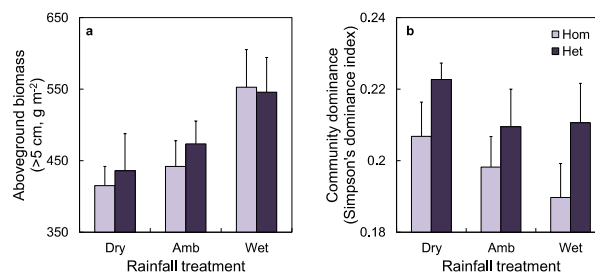 a
650
550
450
350
Aboveground biomass
(>5 cm, g m-2)
Dry Amb Wet
Rainfall treatment
b
Hom
Het
0.24
0.22
0.2
0.18
Community dominance
(Simpson's dominance index)
Dry Amb Wet
Rainfall treatment